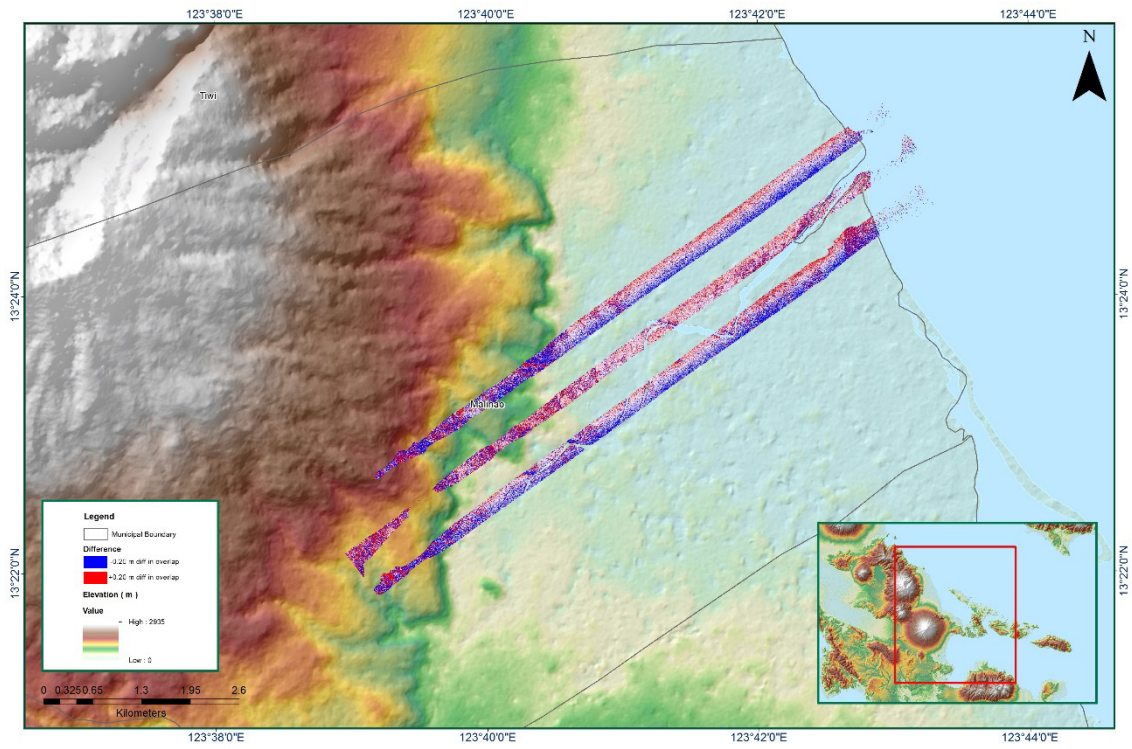 123°38'0"E
123°40'0"E
123°42'0"E
123°44'0"E
N
Tiwi
13°24'0"N
13°24'0"N
Malinao
13°22'0"N
13°22'0"N
Legend
Municipal Boundary
Difference
-0.20 m diff in overlap
+0.20 m diff in overlap
Elevation ( m )
Value
High : 2935
Low : 0
0 0.325 0.65 1.3 1.95 2.6
Kilometers
123°38'0"E
123°40'0"E
123°42'0"E
123°44'0"E